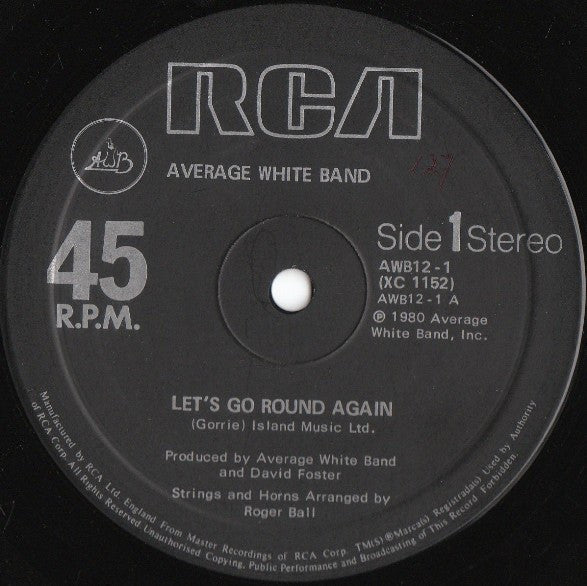 RCA
AWB
AVERAGE WHITE BAND
127
45
R.P.M.
Side 1 Stereo
AWB12-1
(XC 1152)
AWB12-1 A
℗ 1980 Average
White Band, Inc.
LET'S GO ROUND AGAIN
(Gorrie) Island Music Ltd.
Produced by Average White Band
and David Foster
Strings and Horns Arranged by
Roger Ball
Manufactured by RCA Ltd. England. From Master Recordings of RCA Corp. TM(S)®Marca(s) Registrada(s) Used by Authority
of RCA Corp. All Rights Reserved. Unauthorised Copying, Public Performance and Broadcasting of This Record Forbidden.